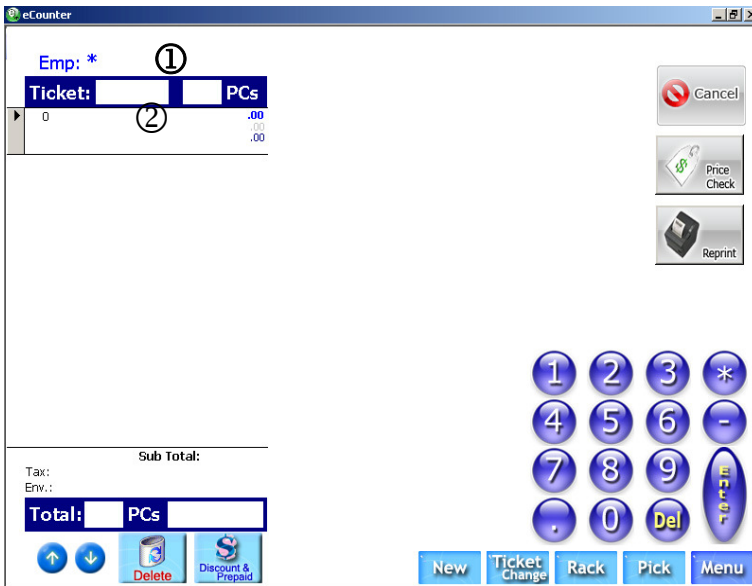 eCounter
Emp: * ①
Ticket: PCs
② 
0 .00
.00
.00
Cancel
Price
Check
Reprint
1 2 3 *
4 5 6 -
7 8 9 Enter
. 0 Del
Sub Total:
Tax:
Env.:
Total: PCs
Delete
Discount &
Prepaid
New Ticket
Change Rack Pick Menu